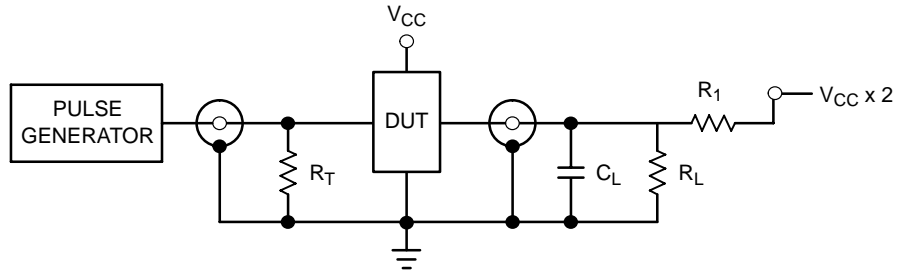 V_CC
PULSE
GENERATOR
DUT
R_1
V_CC x 2
R_T
C_L
R_L